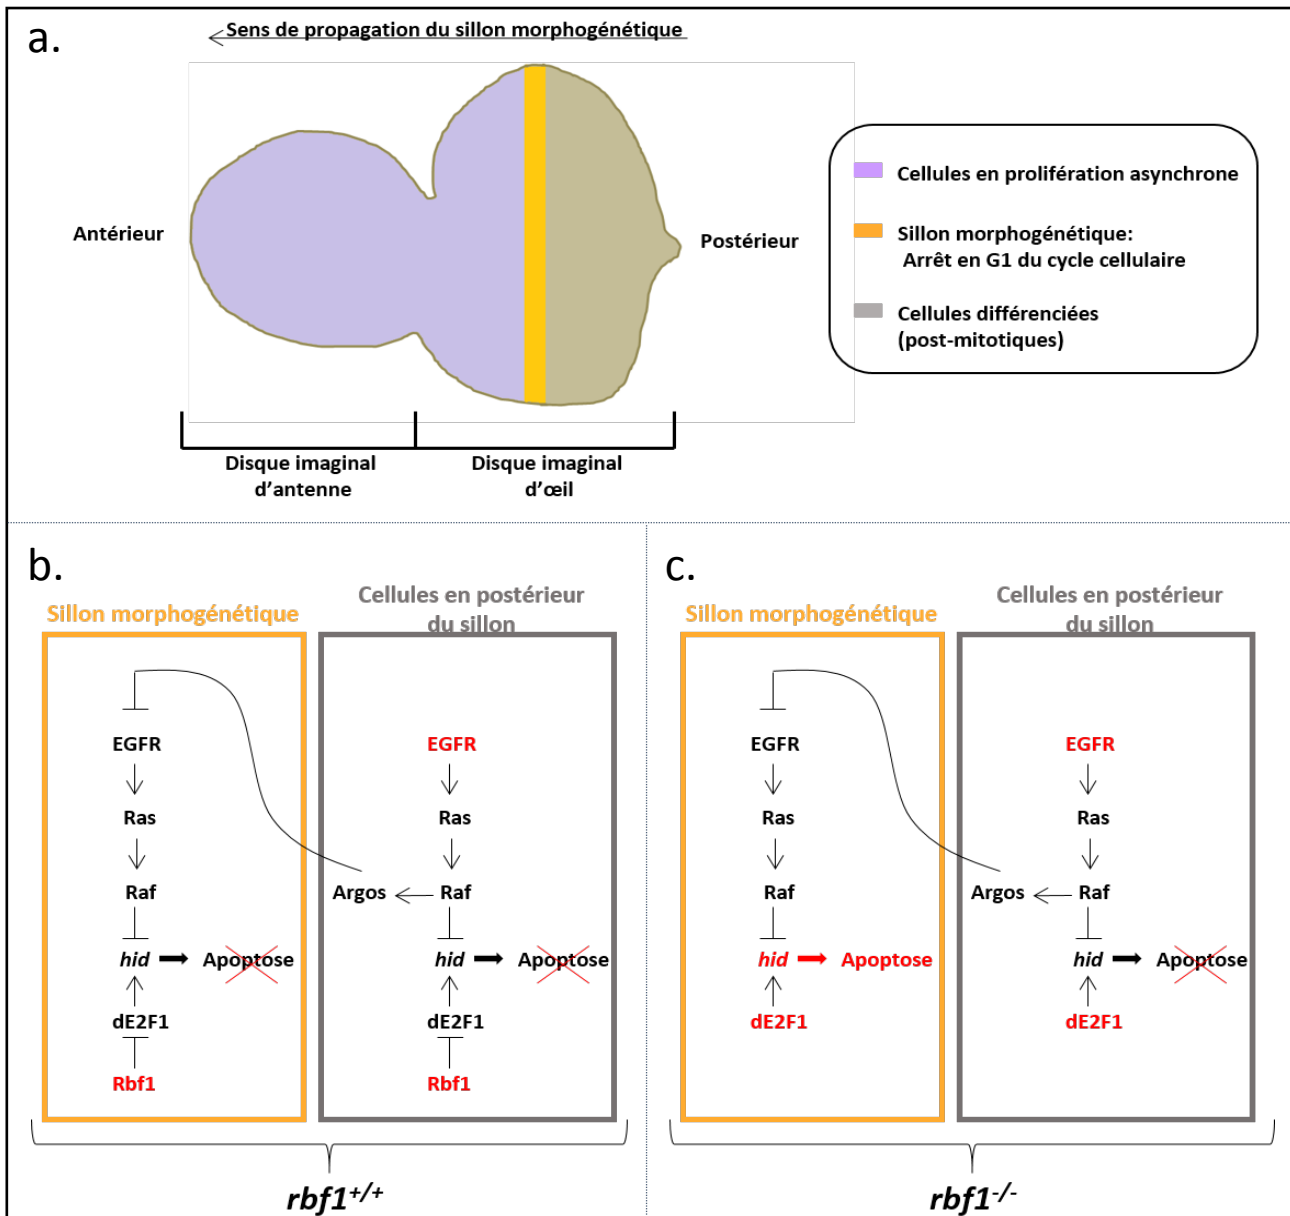 a.
Sens de propagation du sillon morphogénétique
Antérieur
Postérieur
Cellules en prolifération asynchrone
Sillon morphogénétique:
Arrêt en G1 du cycle cellulaire
Cellules différenciées
(post-mitotiques)
Disque imaginal
d’antenne
Disque imaginal
d’œil
b.
Sillon morphogénétique
Cellules en postérieur
du sillon
EGFR
EGFR
Ras
Ras
Raf
Argos
Raf
hid
Apoptose
hid
Apoptose
dE2F1
dE2F1
Rbf1
Rbf1
rbf1+/+
c.
Sillon morphogénétique
Cellules en postérieur
du sillon
EGFR
EGFR
Ras
Ras
Raf
Argos
Raf
hid
Apoptose
hid
Apoptose
dE2F1
dE2F1
rbf1-/-